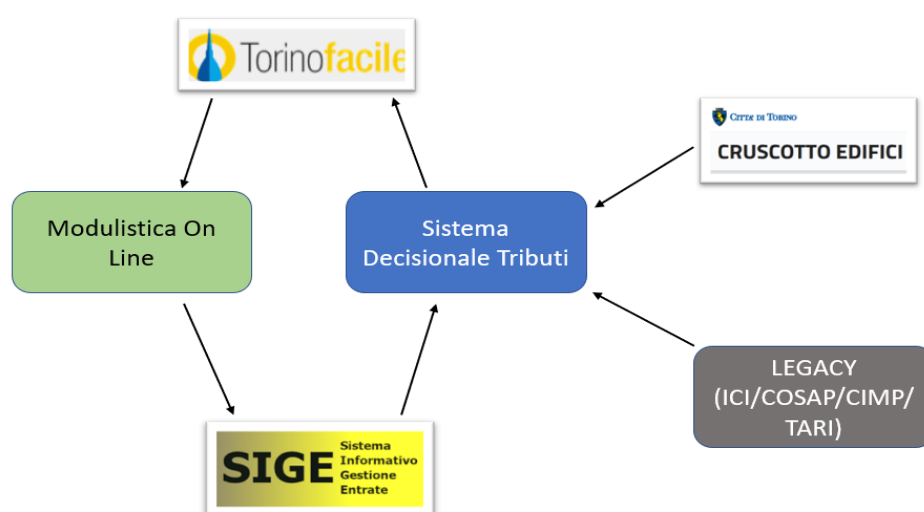 Torinofacile
CITTA DI TORINO
CRUSCOTTO EDIFICI
Modulistica On
Line
Sistema
Decisionale Tributi
LEGACY
(ICI/COSAP/CIMP/
TARI)
SIGE
Sistema
Informativo
Gestione
Entrate